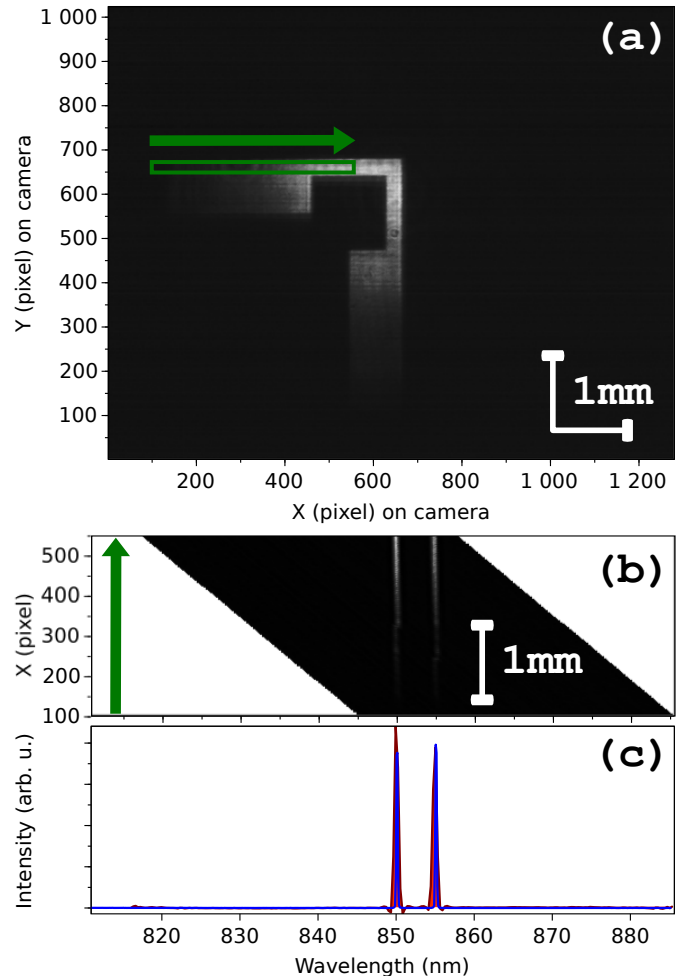 (a)
1 000
900
800
700
600
500
400
300
200
100
Y (pixel) on camera
1mm
200 400 600 800 1 000 1 200
X (pixel) on camera
(b)
500
400
300
200
100
X (pixel)
1mm
(c)
Intensity (arb. u.)
820 830 840 850 860 870 880
Wavelength (nm)